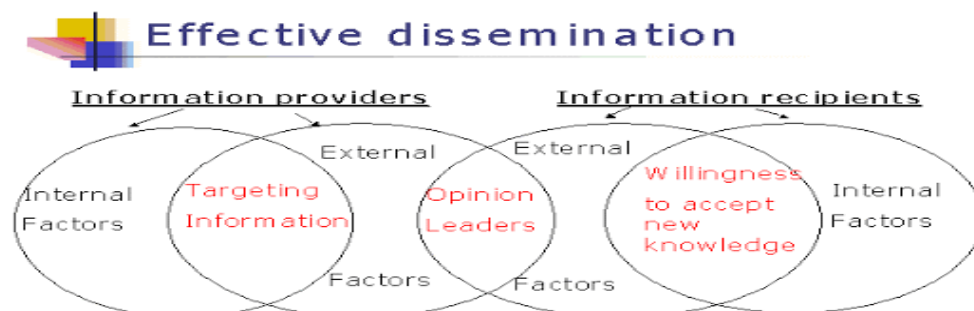 Effective dissemination
Information providers
Information recipients
Internal
Factors
Targeting
Information
External
Factors
Opinion
Leaders
External
Factors
Willingness
to accept
new
knowledge
Internal
Factors